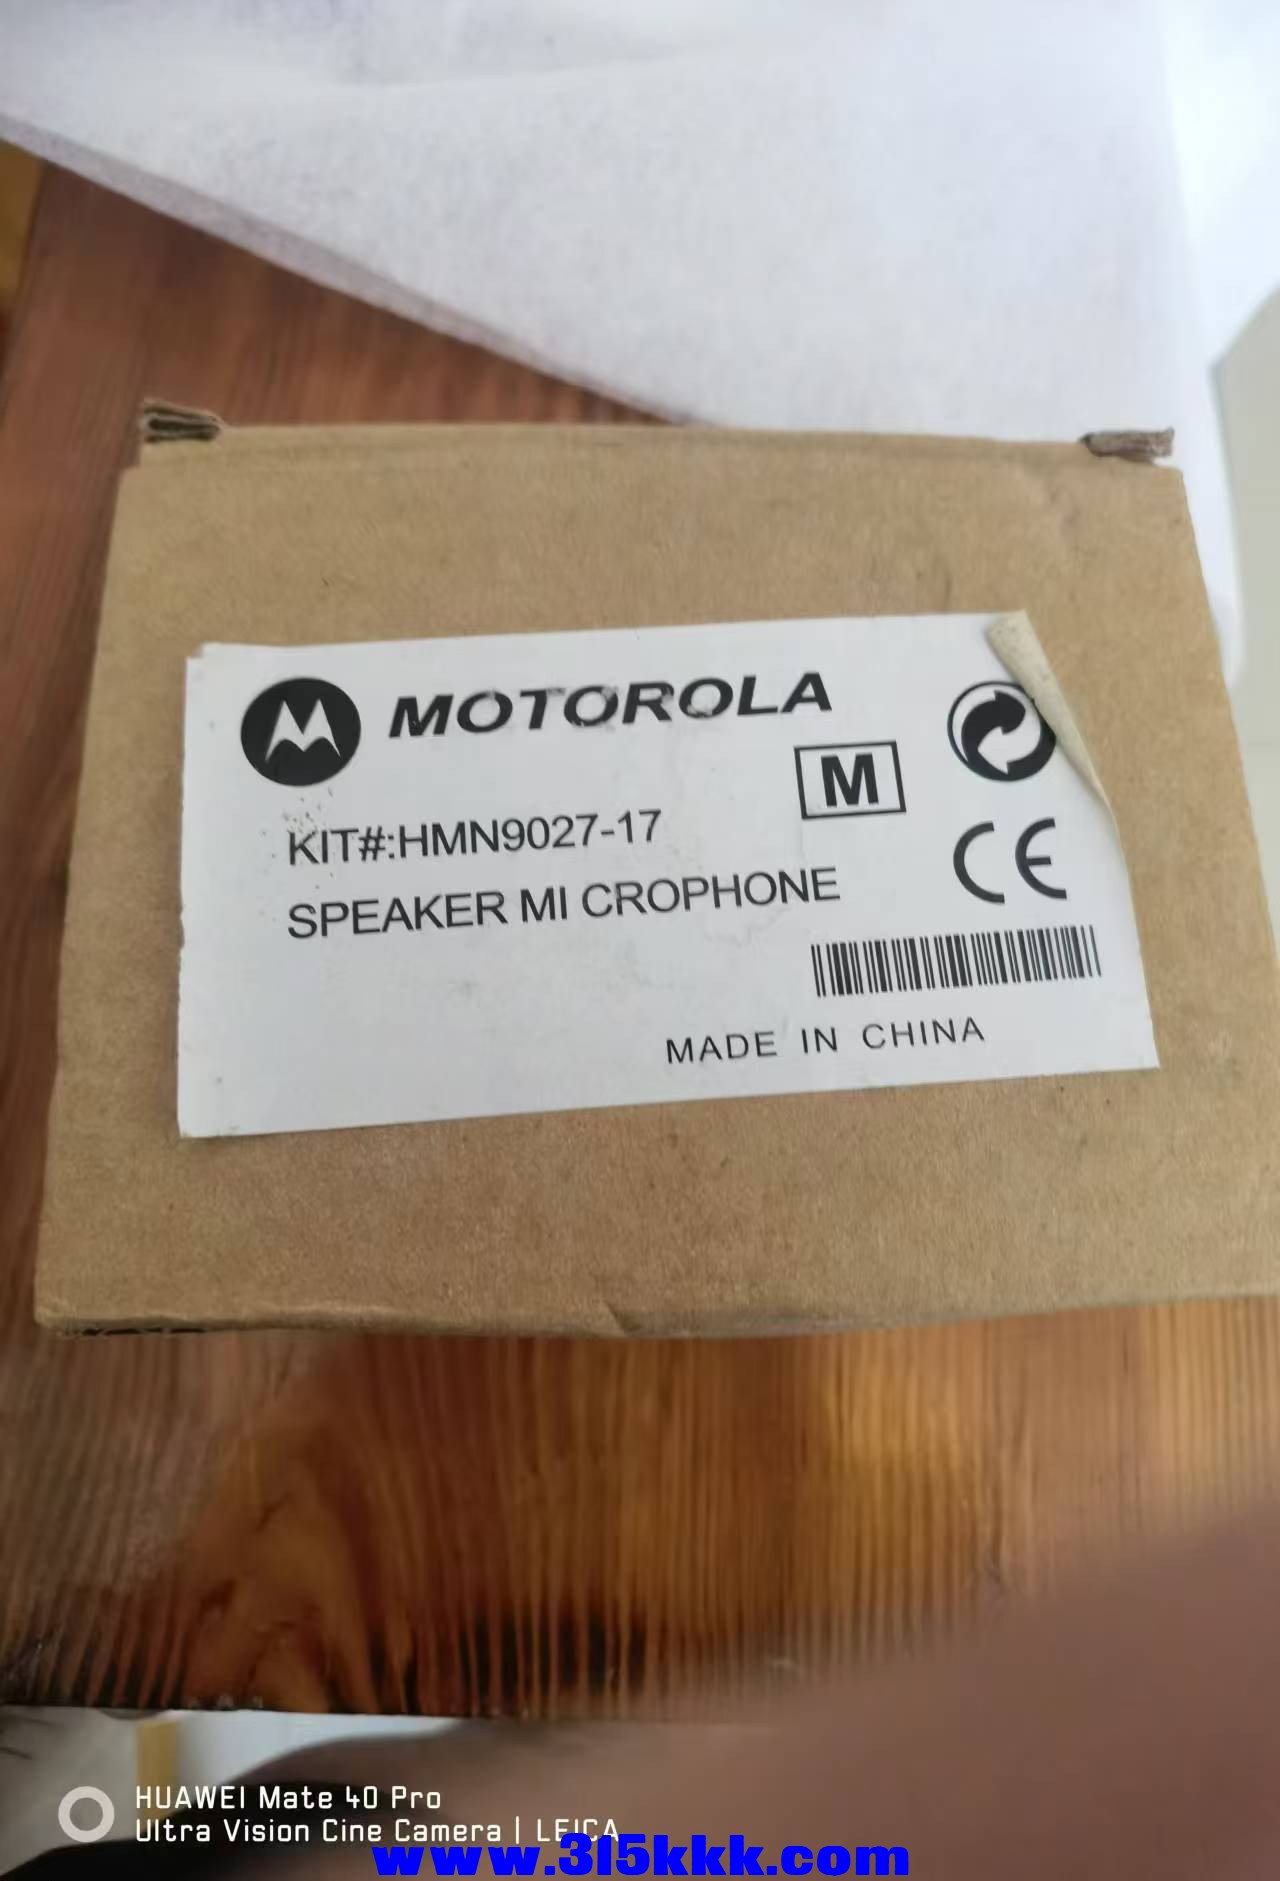 MOTOROLA
M
KIT#:HMN9027-17
SPEAKER MI CROPHONE
CE
MADE IN CHINA
HUAWEI Mate 40 Pro
Ultra Vision Cine Camera | LEICA
www.315kkk.com